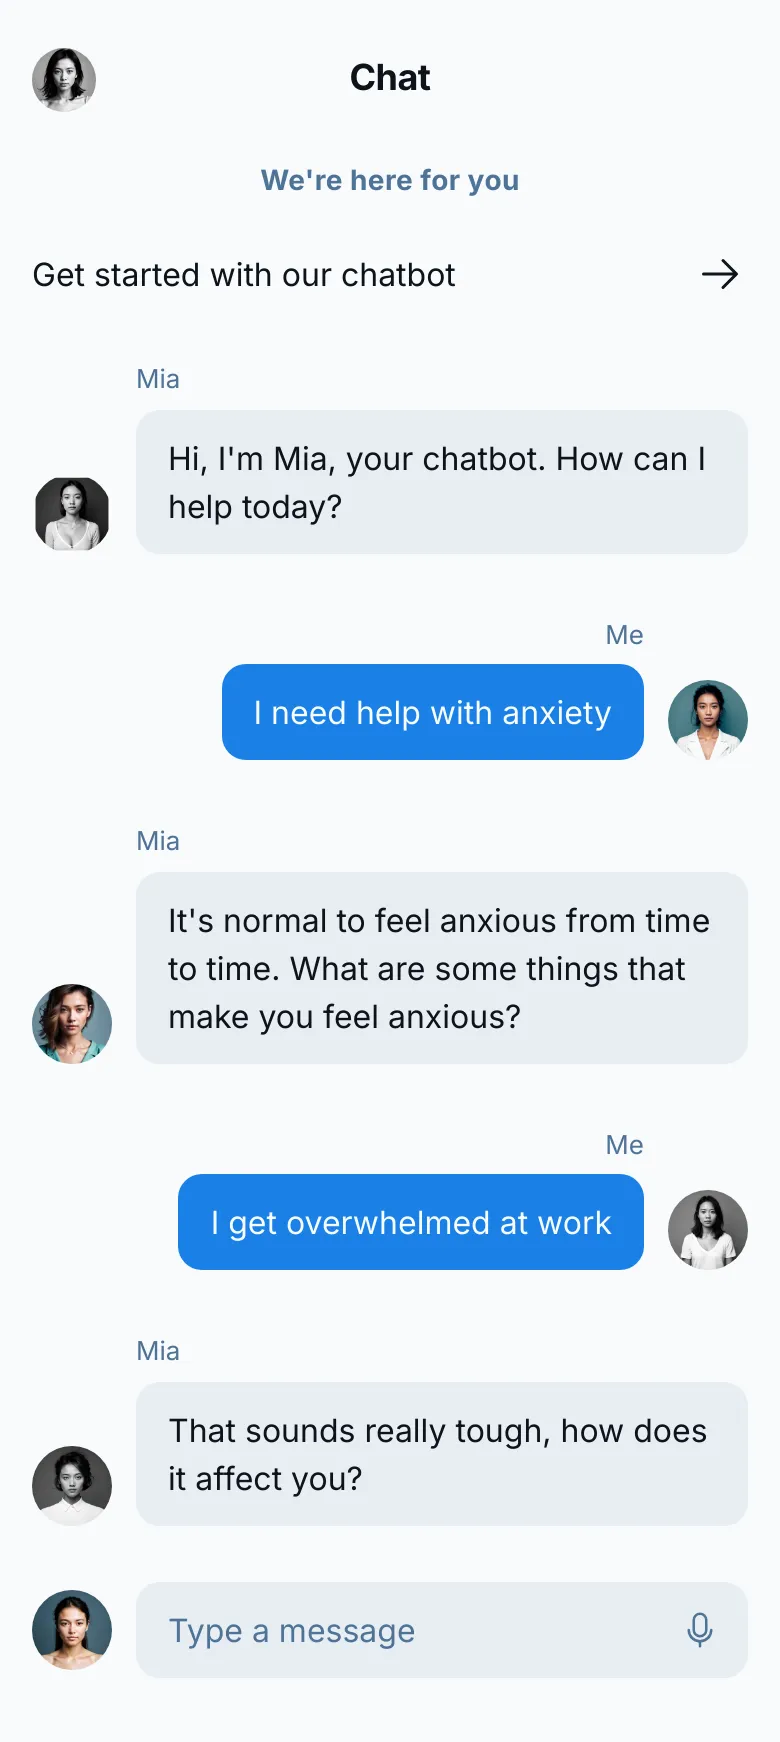 Chat
We're here for you
Get started with our chatbot
Mia
Hi, I'm Mia, your chatbot. How can I
help today?
Me
I need help with anxiety
Mia
It's normal to feel anxious from time
to time. What are some things that
make you feel anxious?
Me
I get overwhelmed at work
Mia
That sounds really tough, how does
it affect you?
Type a message